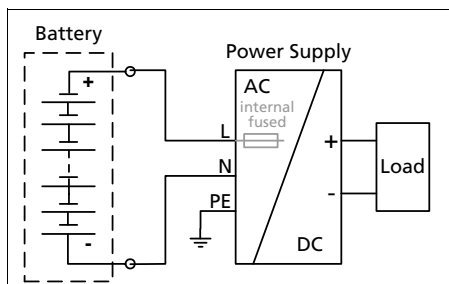 Battery
Power Supply
+
AC
internal
fused
L
N
PE
+
-
Load
-
DC